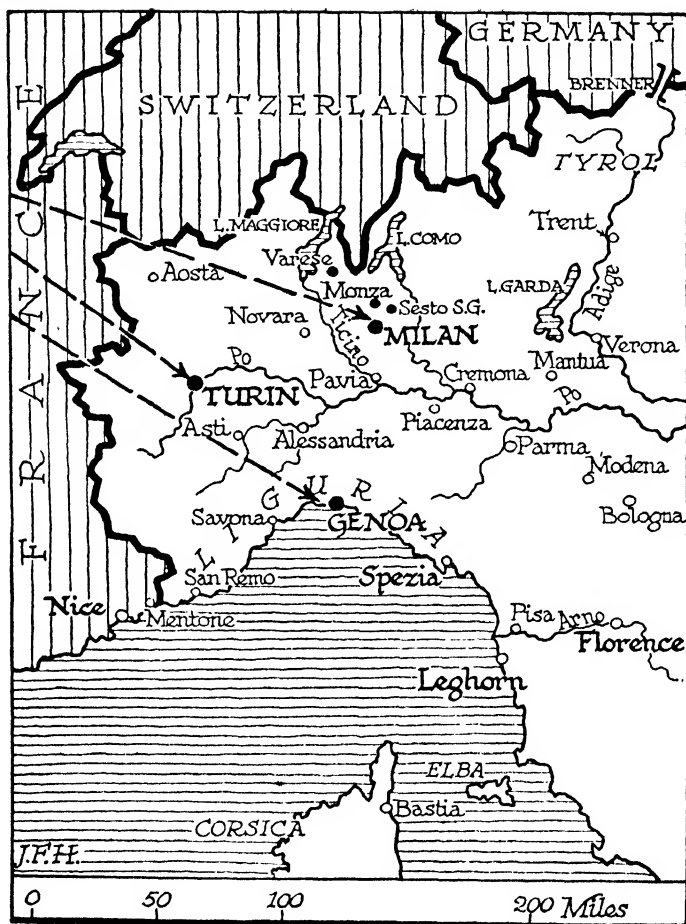 GERMANY
BRENNER
SWITZERLAND
TYROL
FRANCE
L. MAGGIORE
L. COMO
Trent
Varese
Aosta
L. GARDA
Adige
Monza
Sesto S.G.
Novara
Ticino
MILAN
Verona
Po
Mantua
TURIN
Pavia
Cremona
Po
Piacenza
Asti
Alessandria
Parma
Modena
LIGURIA
Bologna
Savona
GENOA
Spezia
San Remo
Nice
Mentone
Pisa
Arne
Florence
Leghorn
ELBA
Bastia
CORSICA
J.F.H.
0 50 100 200 Miles